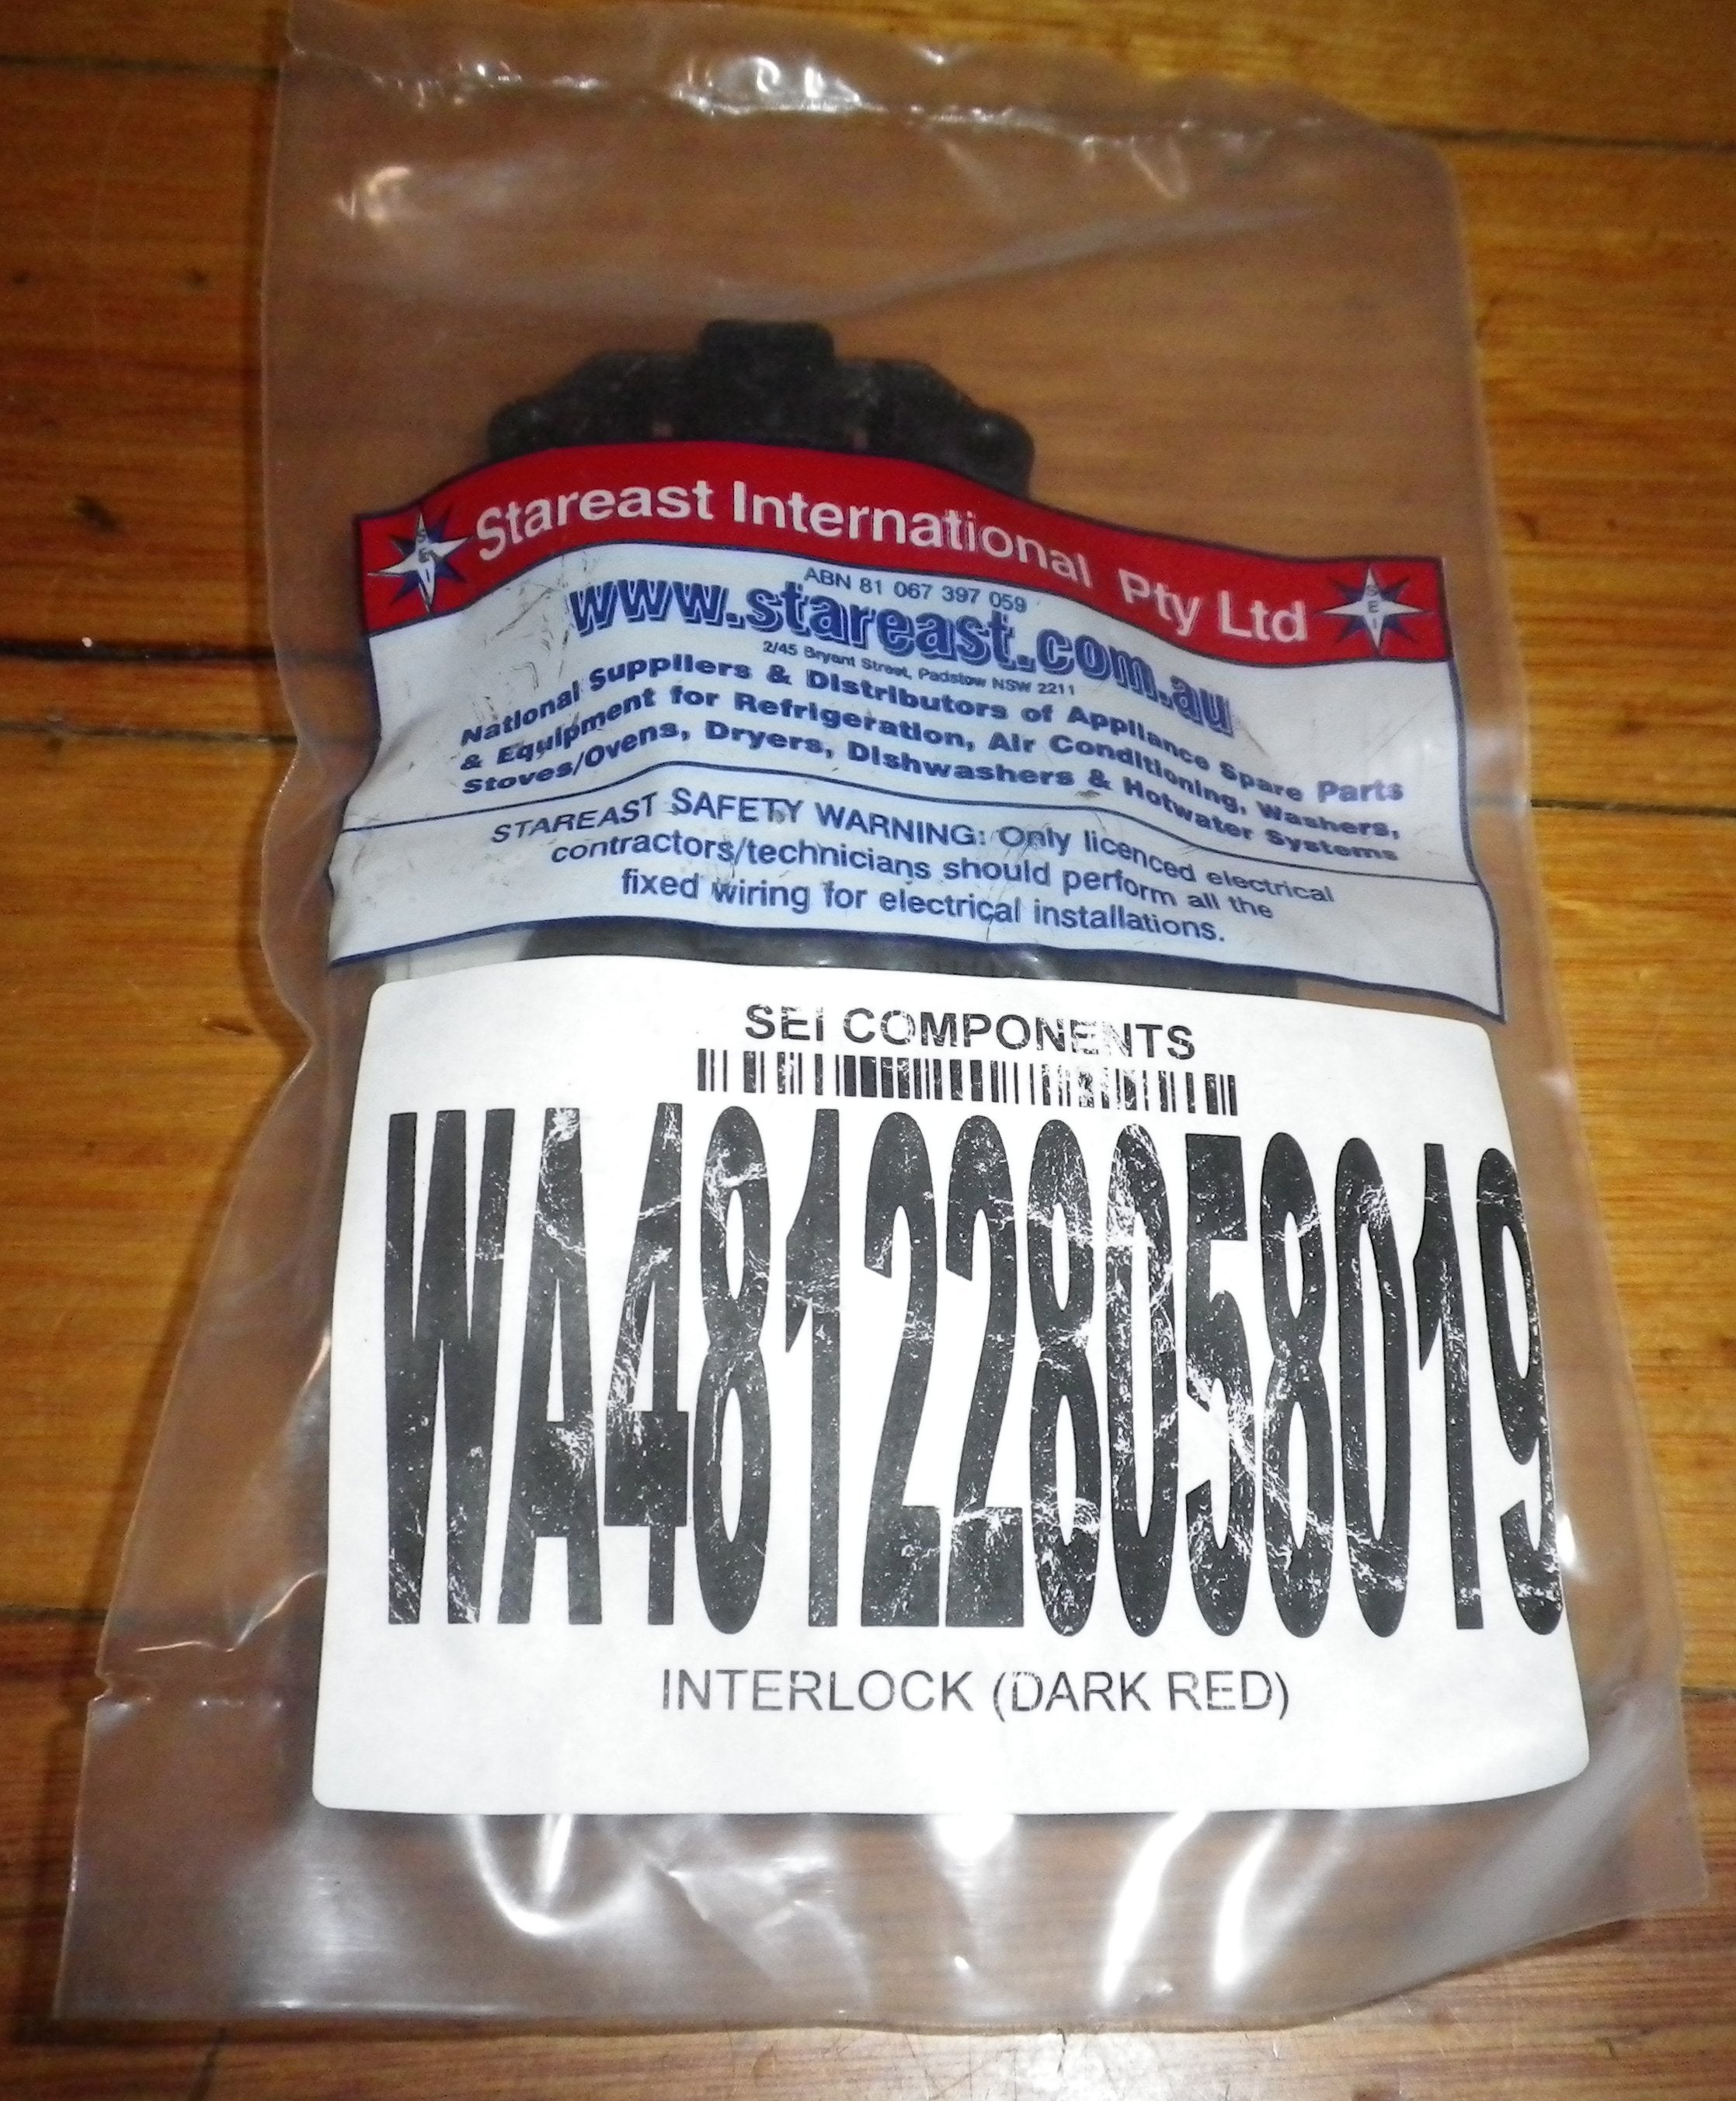 Stareast International Pty Ltd
SEI
SEI
ABN 81 067 397 059
www.stareast.com.au
2/45 Bryant Street, Padstow NSW 2211
National Suppliers & Distributors of Appliance Spare Parts
& Equipment for Refrigeration, Air Conditioning, Washers,
Stoves/Ovens, Dryers, Dishwashers & Hotwater Systems
STAREAST SAFETY WARNING: Only licenced electrical
contractors/technicians should perform all the
fixed wiring for electrical installations.
SEI COMPONENTS
WA481228058019
INTERLOCK (DARK RED)